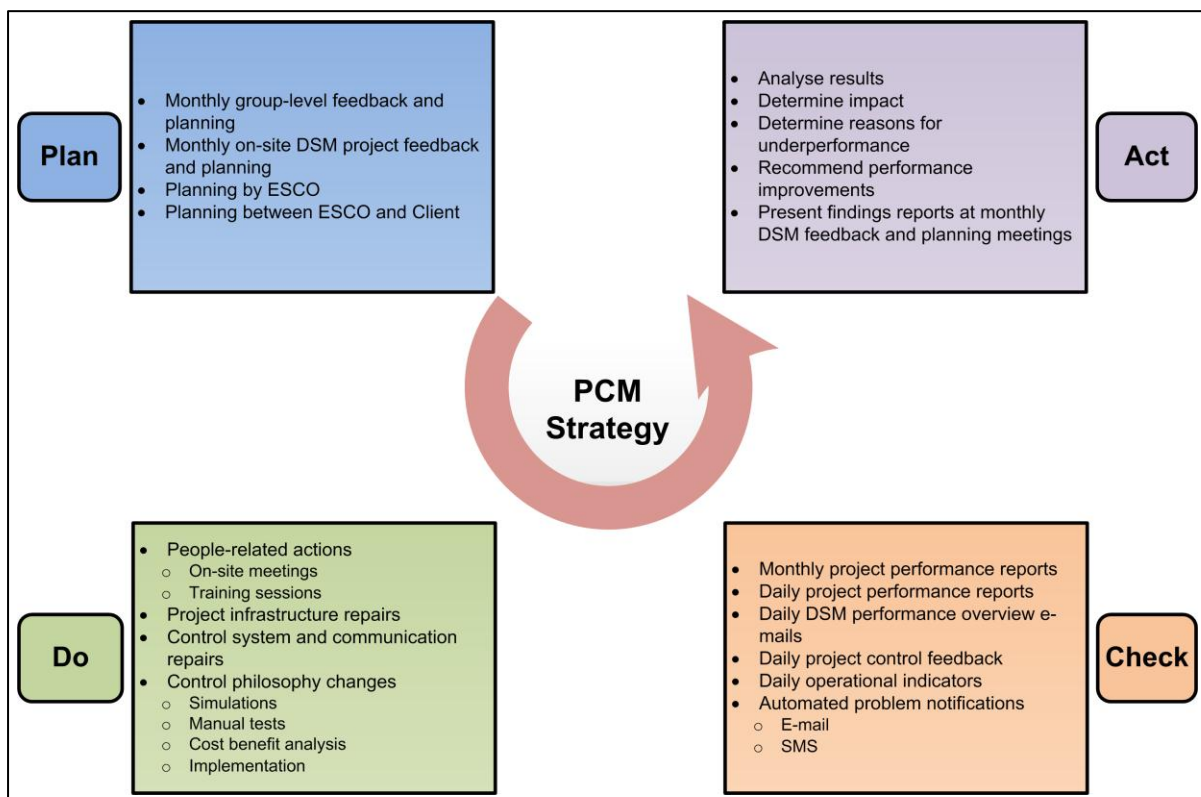 Plan
• Monthly group-level feedback and
planning
• Monthly on-site DSM project feedback
and planning
• Planning by ESCO
• Planning between ESCO and Client
• Analyse results
• Determine impact
• Determine reasons for
underperformance
• Recommend performance
improvements
• Present findings reports at monthly
DSM feedback and planning meetings
Act
PCM
Strategy
Do
• People-related actions
o On-site meetings
o Training sessions
• Project infrastructure repairs
• Control system and communication
repairs
• Control philosophy changes
o Simulations
o Manual tests
o Cost benefit analysis
o Implementation
• Monthly project performance reports
• Daily project performance reports
• Daily DSM performance overview e-
mails
• Daily project control feedback
• Daily operational indicators
• Automated problem notifications
o E-mail
o SMS
Check